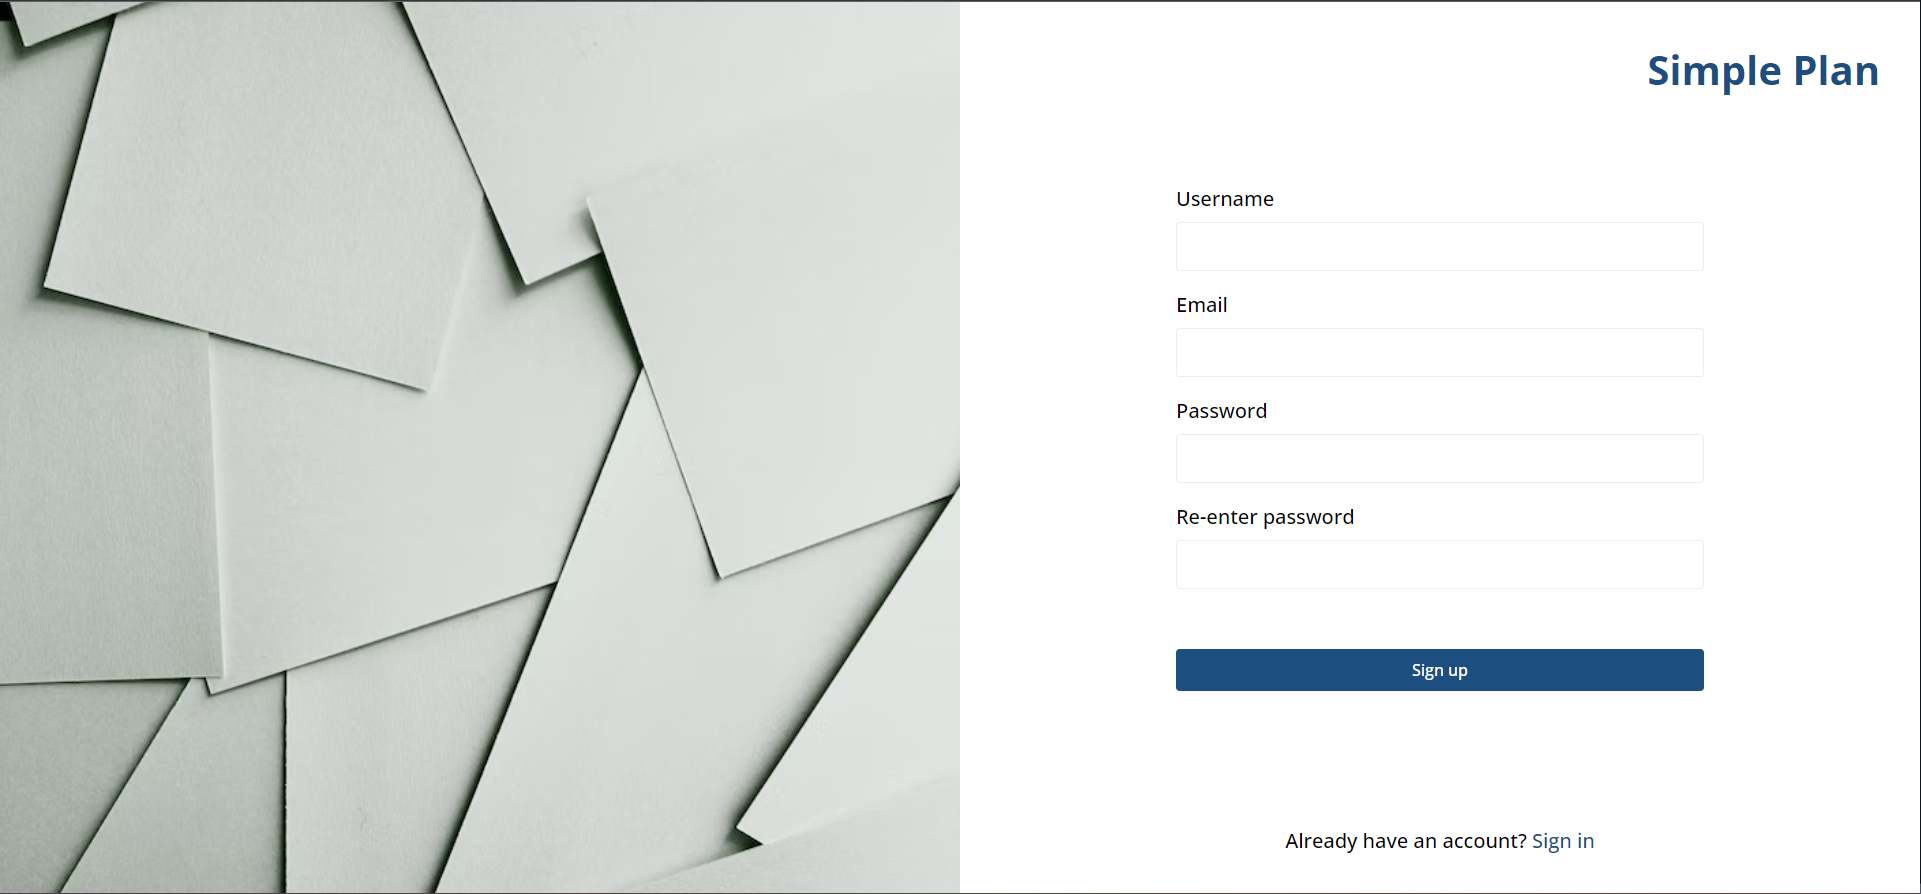 Simple Plan
Username
Email
Password
Re-enter password
Sign up
Already have an account? Sign in